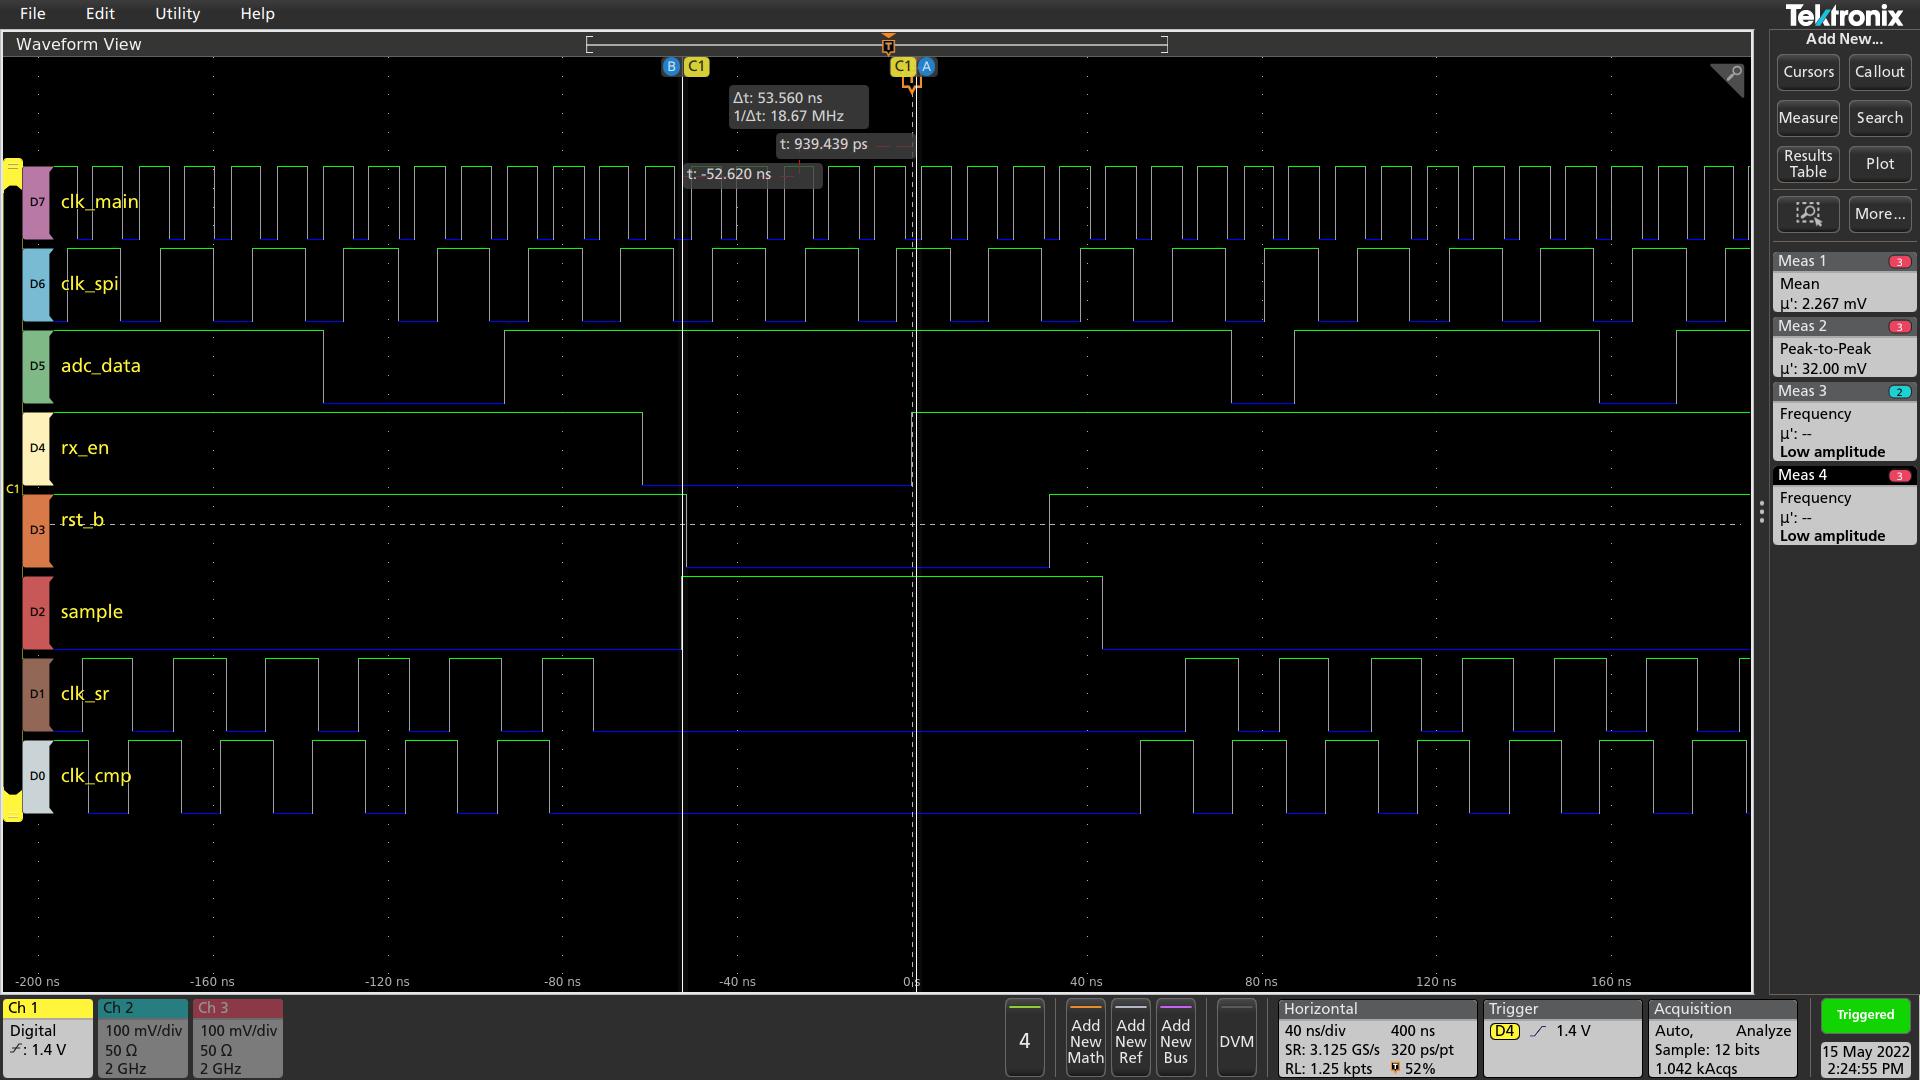 File Edit Utility Help
Tektronix
Waveform View
Add New...
T
B C1 C1 A
Cursors Callout
Δt: 53.560 ns
1/Δt: 18.67 MHz
Measure Search
t: 939.439 ps
Results
Table
Plot
t: -52.620 ns
D7 clk_main
More...
D6 clk_spi
Meas 1 3
Mean
µ': 2.267 mV
Meas 2 3
Peak-to-Peak
µ': 32.00 mV
D5 adc_data
Meas 3 2
Frequency
µ': --
Low amplitude
D4 rx_en
Meas 4 3
Frequency
µ': --
Low amplitude
C1
D3 rst_b
D2 sample
D1 clk_sr
D0 clk_cmp
-200 ns -160 ns -120 ns -80 ns -40 ns 0 s 40 ns 80 ns 120 ns 160 ns
Ch 1
Digital
: 1.4 V
Ch 2
100 mV/div
50 Ω
2 GHz
Ch 3
100 mV/div
50 Ω
2 GHz
4
Add
New
Math
Add
New
Ref
Add
New
Bus
DVM
Horizontal
40 ns/div 400 ns
SR: 3.125 GS/s 320 ps/pt
RL: 1.25 kpts T 52%
Trigger
D4 1.4 V
Acquisition
Auto, Analyze
Sample: 12 bits
1.042 kAcqs
Triggered
15 May 2022
2:24:55 PM